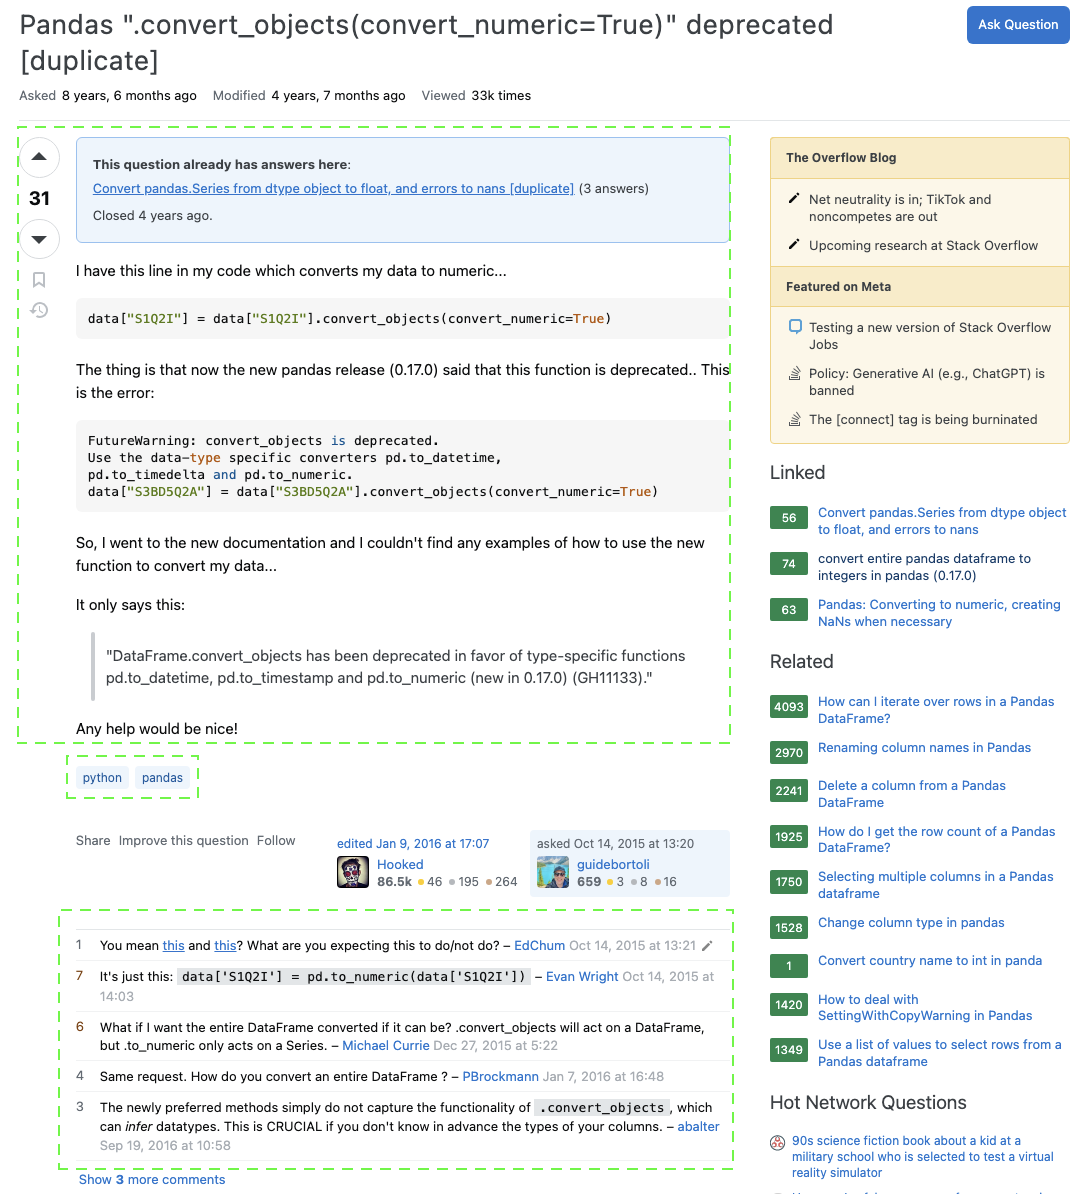 Pandas ".convert_objects(convert_numeric=True)" deprecated
[duplicate]
Ask Question
Asked 8 years, 6 months ago Modified 4 years, 7 months ago Viewed 33k times
31
This question already has answers here:
Convert pandas.Series from dtype object to float, and errors to nans [duplicate] (3 answers)
Closed 4 years ago.
I have this line in my code which converts my data to numeric...
data["S1Q2I"] = data["S1Q2I"].convert_objects(convert_numeric=True)
The thing is that now the new pandas release (0.17.0) said that this function is deprecated.. This
is the error:
FutureWarning: convert_objects is deprecated.
Use the data-type specific converters pd.to_datetime,
pd.to_timedelta and pd.to_numeric.
data["S3BD5Q2A"] = data["S3BD5Q2A"].convert_objects(convert_numeric=True)
So, I went to the new documentation and I couldn't find any examples of how to use the new
function to convert my data...
It only says this:
"DataFrame.convert_objects has been deprecated in favor of type-specific functions
pd.to_datetime, pd.to_timestamp and pd.to_numeric (new in 0.17.0) (GH11133)."
Any help would be nice!
python pandas
Share Improve this question Follow
edited Jan 9, 2016 at 17:07
Hooked
86.5k 46 195 264
asked Oct 14, 2015 at 13:20
guidebortoli
659 3 8 16
1 You mean this and this? What are you expecting this to do/not do? – EdChum Oct 14, 2015 at 13:21
7 It's just this: data['S1Q2I'] = pd.to_numeric(data['S1Q2I']) – Evan Wright Oct 14, 2015 at
14:03
6 What if I want the entire DataFrame converted if it can be? .convert_objects will act on a DataFrame,
but .to_numeric only acts on a Series. – Michael Currie Dec 27, 2015 at 5:22
4 Same request. How do you convert an entire DataFrame ? – PBrockmann Jan 7, 2016 at 16:48
3 The newly preferred methods simply do not capture the functionality of .convert_objects, which
can infer datatypes. This is CRUCIAL if you don't know in advance the types of your columns. – abalter
Sep 19, 2016 at 10:58
Show 3 more comments
The Overflow Blog
Net neutrality is in; TikTok and
noncompetes are out
Upcoming research at Stack Overflow
Featured on Meta
Testing a new version of Stack Overflow
Jobs
Policy: Generative AI (e.g., ChatGPT) is
banned
The [connect] tag is being burninated
Linked
56 Convert pandas.Series from dtype object
to float, and errors to nans
74 convert entire pandas dataframe to
integers in pandas (0.17.0)
63 Pandas: Converting to numeric, creating
NaNs when necessary
Related
4093 How can I iterate over rows in a Pandas
DataFrame?
2970 Renaming column names in Pandas
2241 Delete a column from a Pandas
DataFrame
1925 How do I get the row count of a Pandas
DataFrame?
1750 Selecting multiple columns in a Pandas
dataframe
1528 Change column type in pandas
1 Convert country name to int in panda
1420 How to deal with
SettingWithCopyWarning in Pandas
1349 Use a list of values to select rows from a
Pandas dataframe
Hot Network Questions
90s science fiction book about a kid at a
military school who is selected to test a virtual
reality simulator